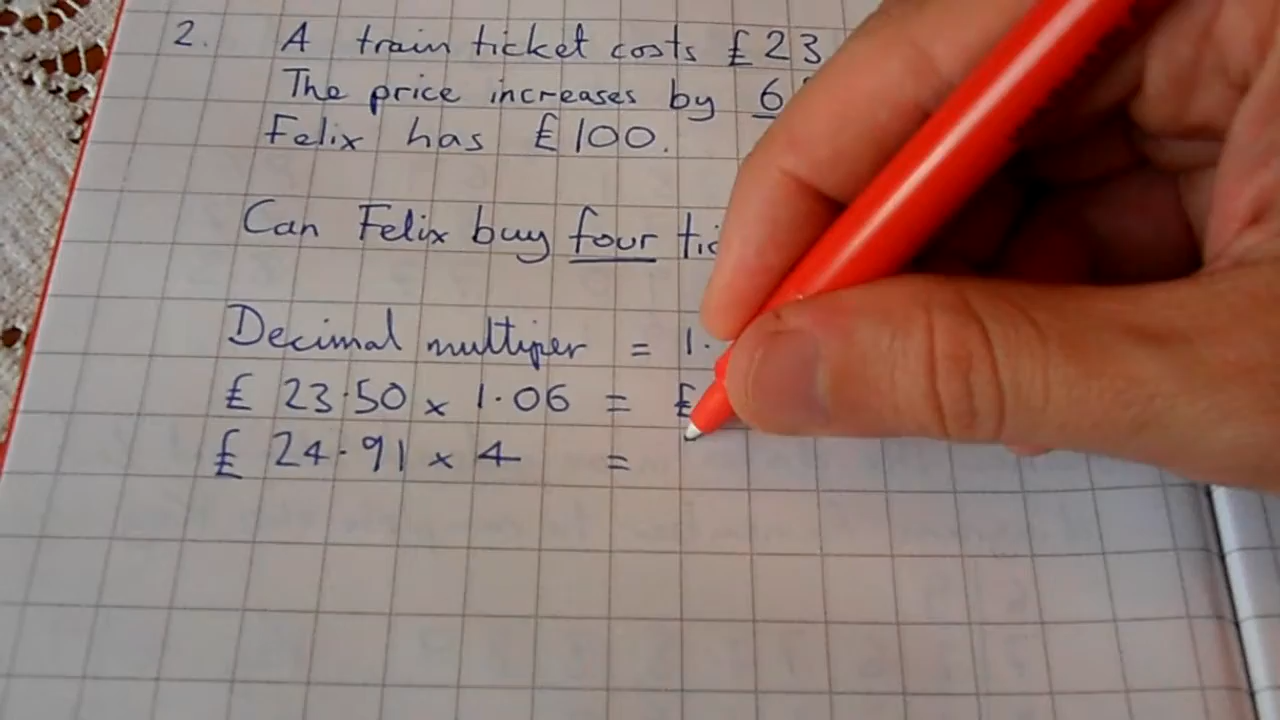 2. A train ticket costs £23
The price increases by 6
Felix has £100.
Can Felix buy four tic
Decimal multiper = 1.
£ 23.50 x 1.06 = £
£ 24.91 x 4 =